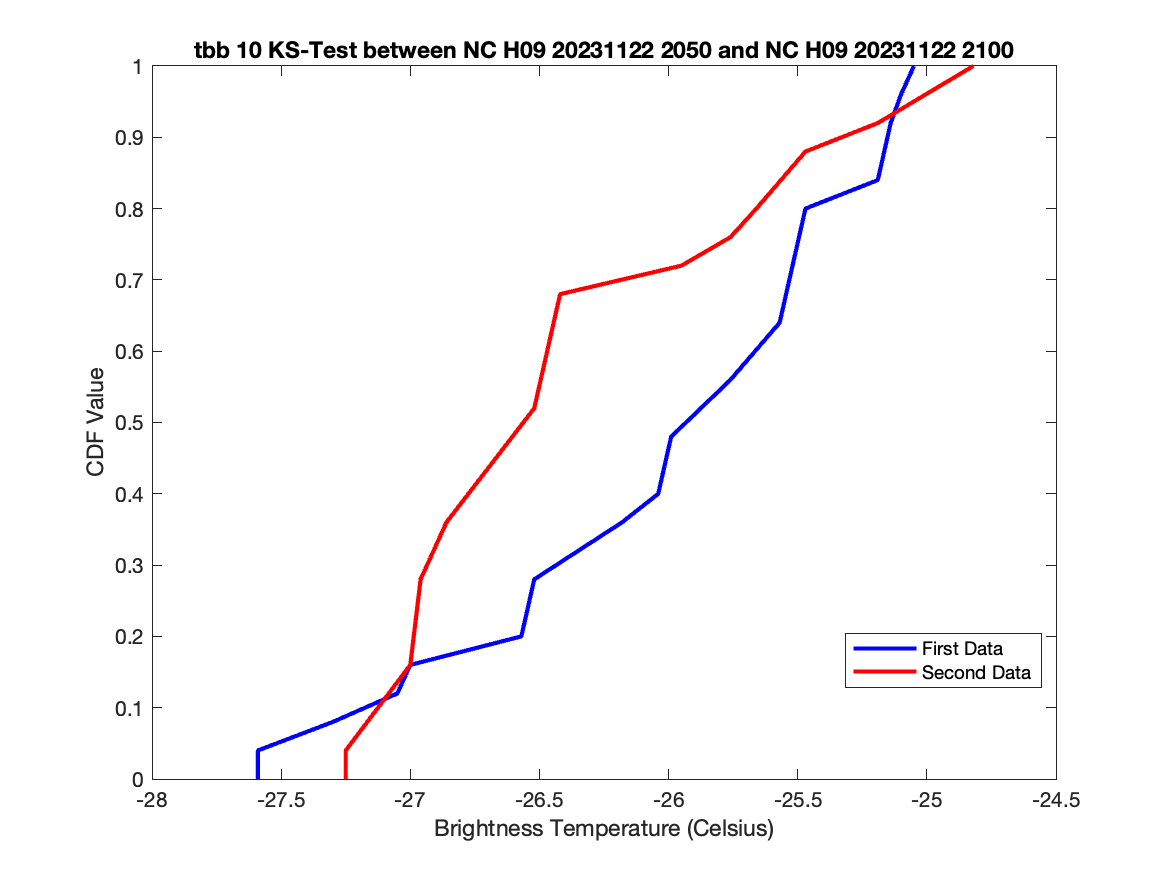 tbb 10 KS-Test between NC H09 20231122 2050 and NC H09 20231122 2100
1
0.9
0.8
0.7
0.6
0.5
0.4
0.3
0.2
0.1
0
CDF Value
First Data
Second Data
-28 -27.5 -27 -26.5 -26 -25.5 -25 -24.5
Brightness Temperature (Celsius)